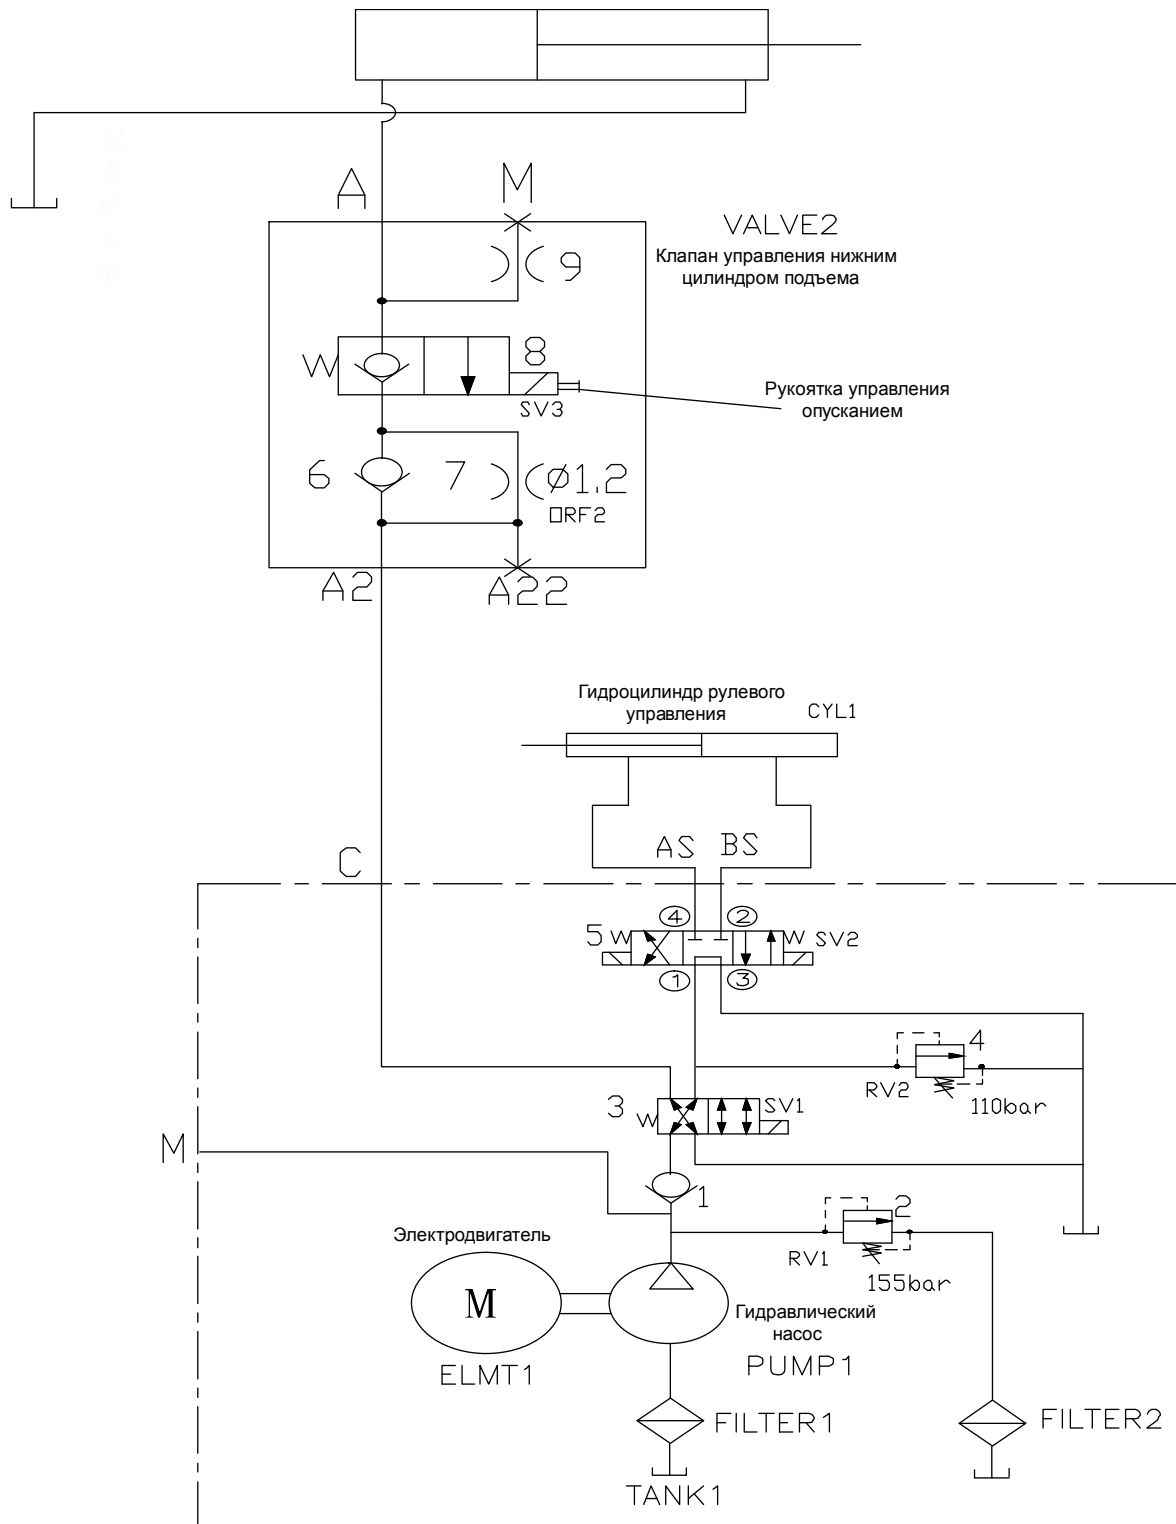 A
M
VALVE2
Клапан управления нижним
цилиндром подъема
9
8
SV3
Рукоятка управления
опусканием
6
7
Ø1.2
ORF2
A2
A22
Гидроцилиндр рулевого
управления
CYL1
AS
BS
C
4
2
5
SV2
1
3
4
RV2
110bar
3
SV1
M
1
2
RV1
155bar
Электродвигатель
M
ELMT1
Гидравлический
насос
PUMP1
FILTER1
FILTER2
TANK1